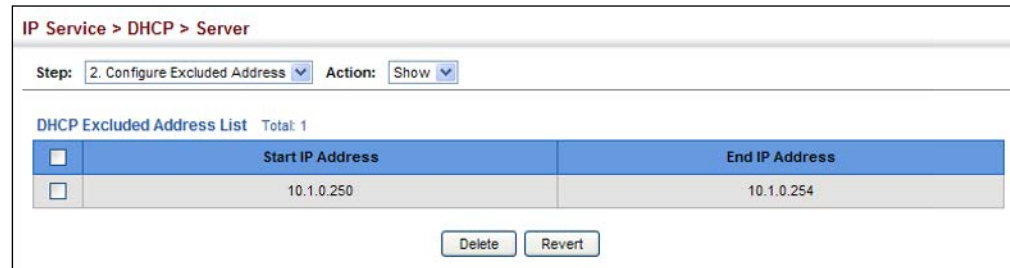 IP Service > DHCP > Server
Step: 2. Configure Excluded Address Action: Show
DHCP Excluded Address List Total: 1
Start IP Address End IP Address
10.1.0.250 10.1.0.254
Delete Revert